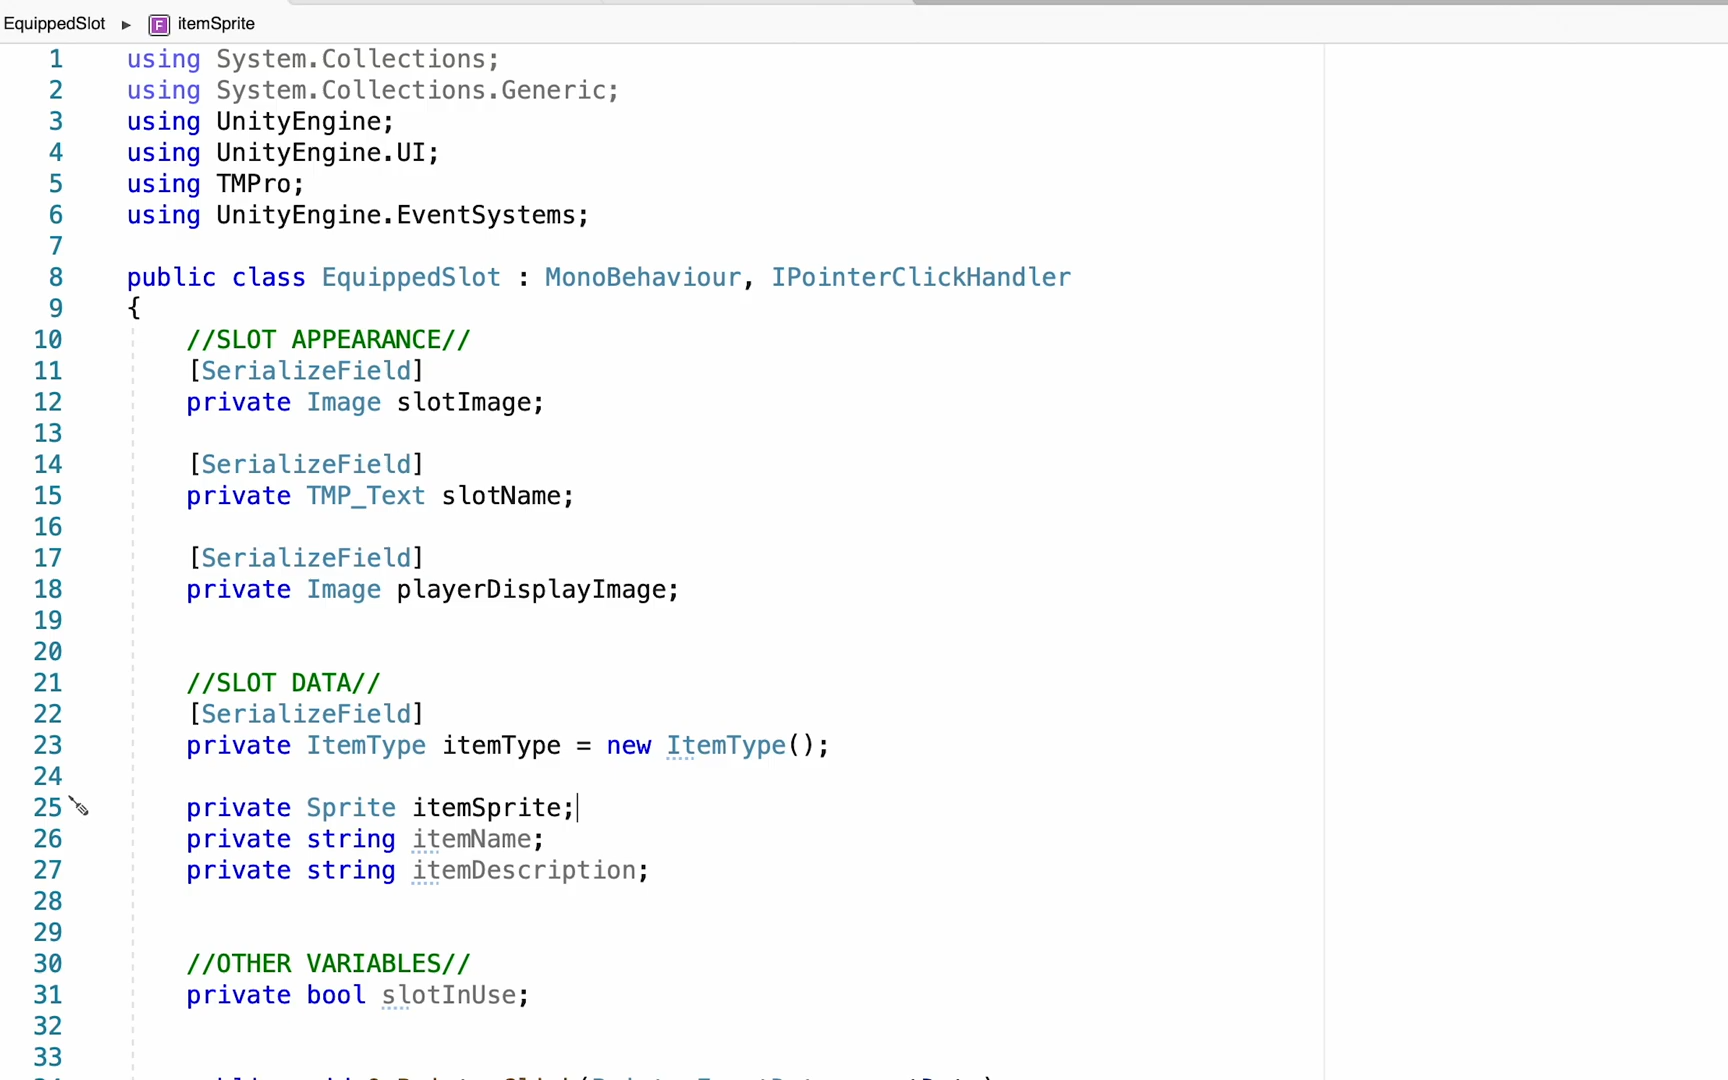 EquippedSlot ▸ F itemSprite
1 using System.Collections;
2 using System.Collections.Generic;
3 using UnityEngine;
4 using UnityEngine.UI;
5 using TMPro;
6 using UnityEngine.EventSystems;
7
8 public class EquippedSlot : MonoBehaviour, IPointerClickHandler
9 {
10 //SLOT APPEARANCE//
11 [SerializeField]
12 private Image slotImage;
13
14 [SerializeField]
15 private TMP_Text slotName;
16
17 [SerializeField]
18 private Image playerDisplayImage;
19
20
21 //SLOT DATA//
22 [SerializeField]
23 private ItemType itemType = new ItemType();
24
25 private Sprite itemSprite;
26 private string itemName;
27 private string itemDescription;
28
29
30 //OTHER VARIABLES//
31 private bool slotInUse;
32
33